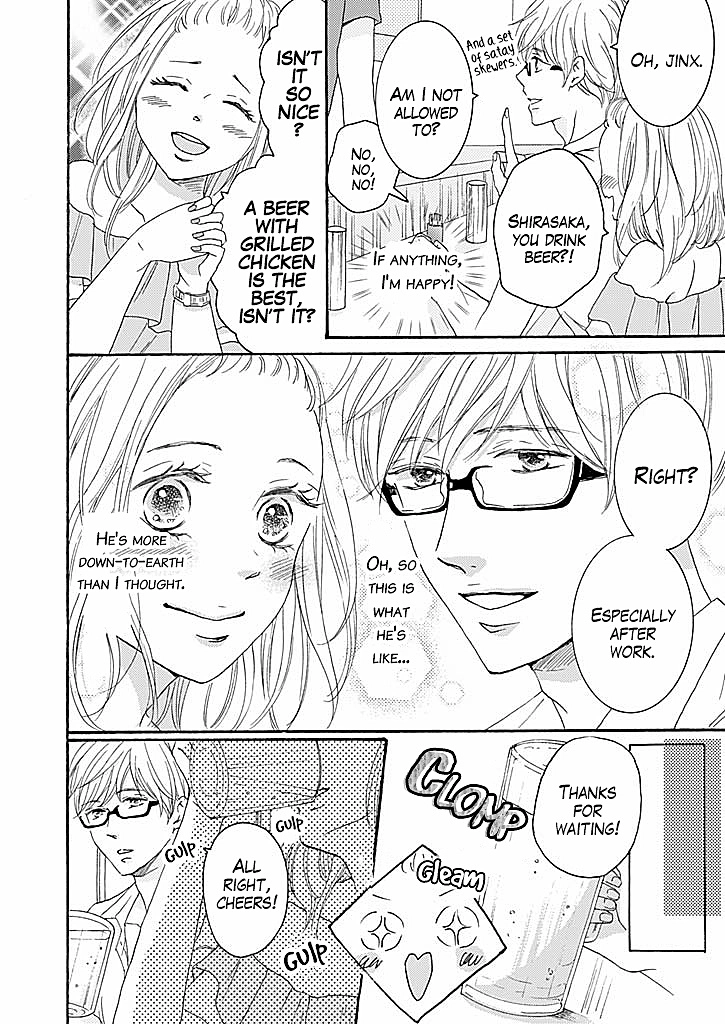 OH, JINX.
And a set
of satay
skewers.
AM I NOT
ALLOWED
TO?
NO,
NO,
NO!
SHIRASAKA,
YOU DRINK
BEER?!
IF ANYTHING,
I'M HAPPY!
ISN'T
IT
SO
NICE
?
A BEER
WITH
GRILLED
CHICKEN
IS THE
BEST,
ISN'T IT?
RIGHT?
ESPECIALLY
AFTER
WORK.
OH, SO
THIS IS
WHAT
HE'S
LIKE...
HE'S MORE
DOWN-TO-EARTH
THAN I THOUGHT.
THANKS
FOR
WAITING!
CLOMP
Gleam
GULP
ALL
RIGHT,
CHEERS!
GULP
GULP